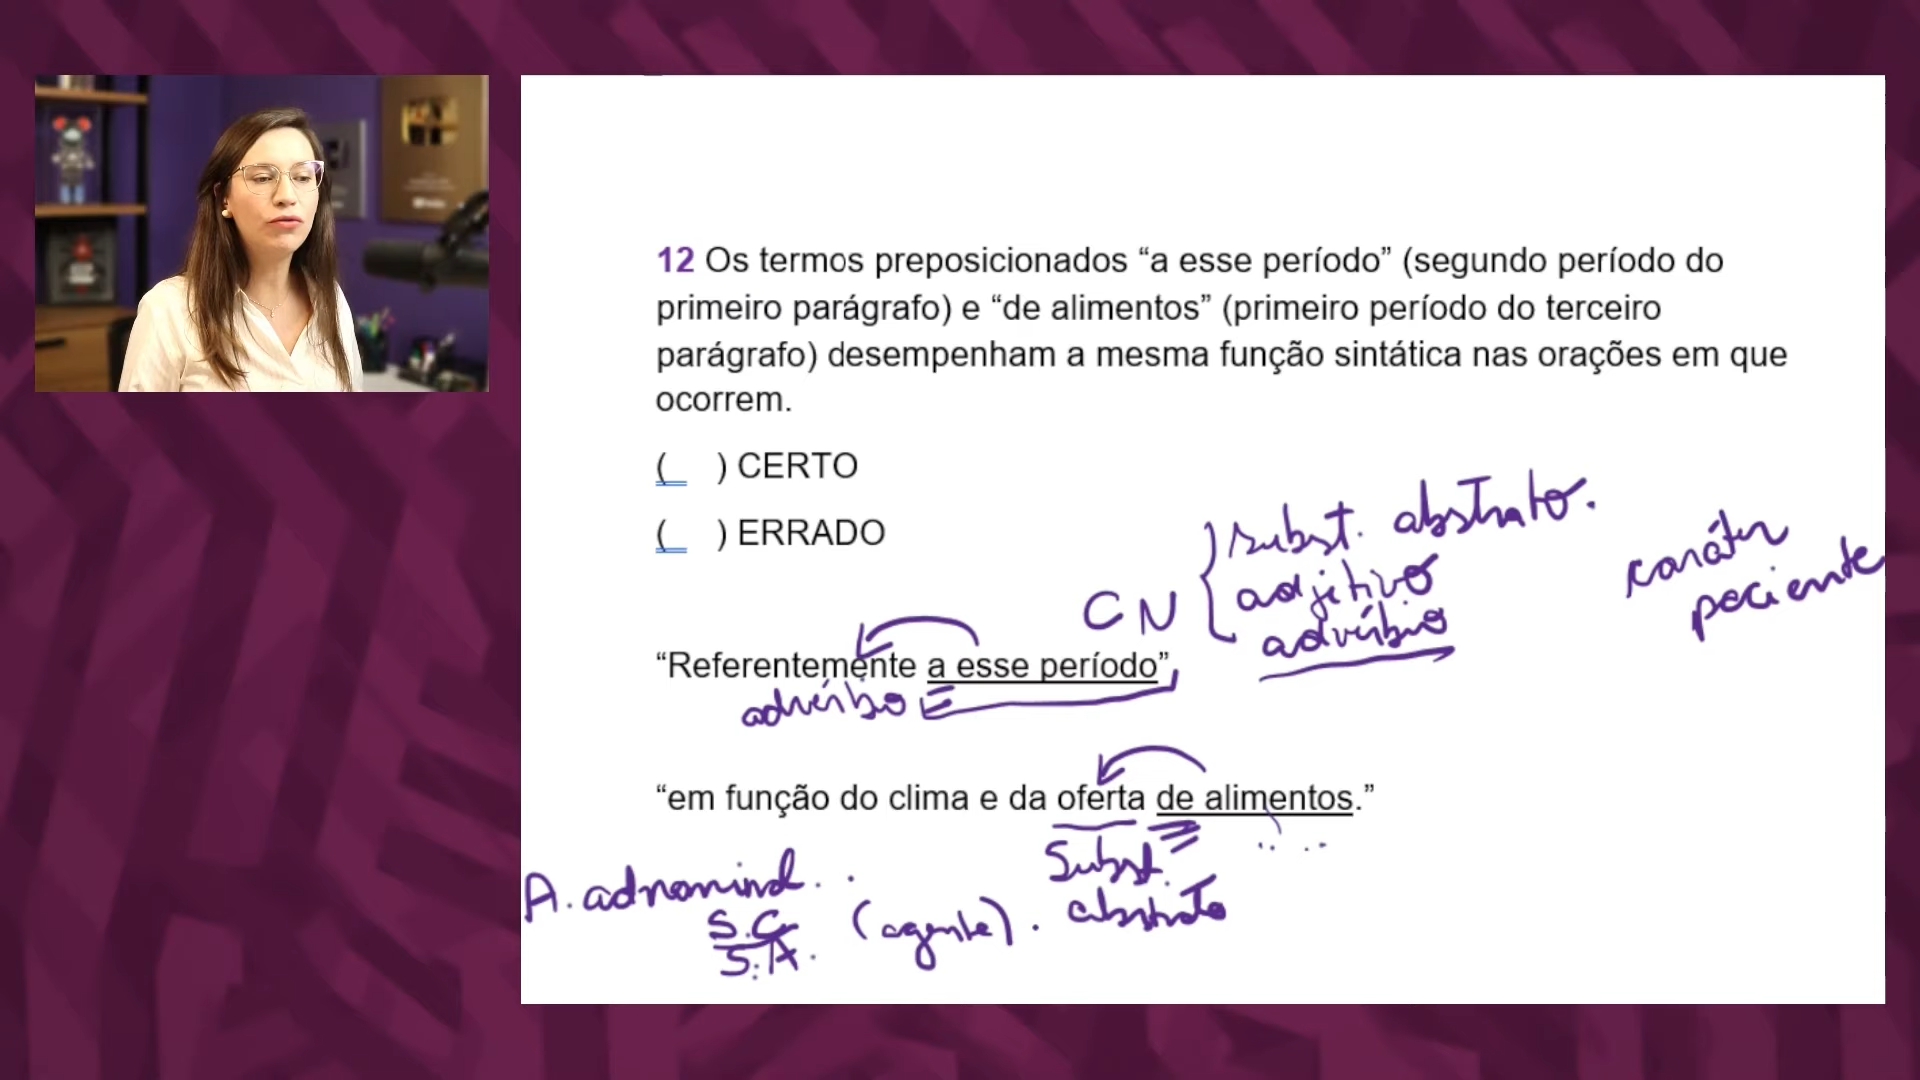 12 Os termos preposicionados “a esse período” (segundo período do
primeiro parágrafo) e “de alimentos” (primeiro período do terceiro
parágrafo) desempenham a mesma função sintática nas orações em que
ocorrem.
(__ ) CERTO
(__ ) ERRADO
CN { subst. abstrato.
adjetivo
advérbio
caráter
paciente
“Referentemente a esse período”
advérbio
“em função do clima e da oferta de alimentos.”
Subst.
abstrato
A. adnominal.
S.C
S.A.
(agente).